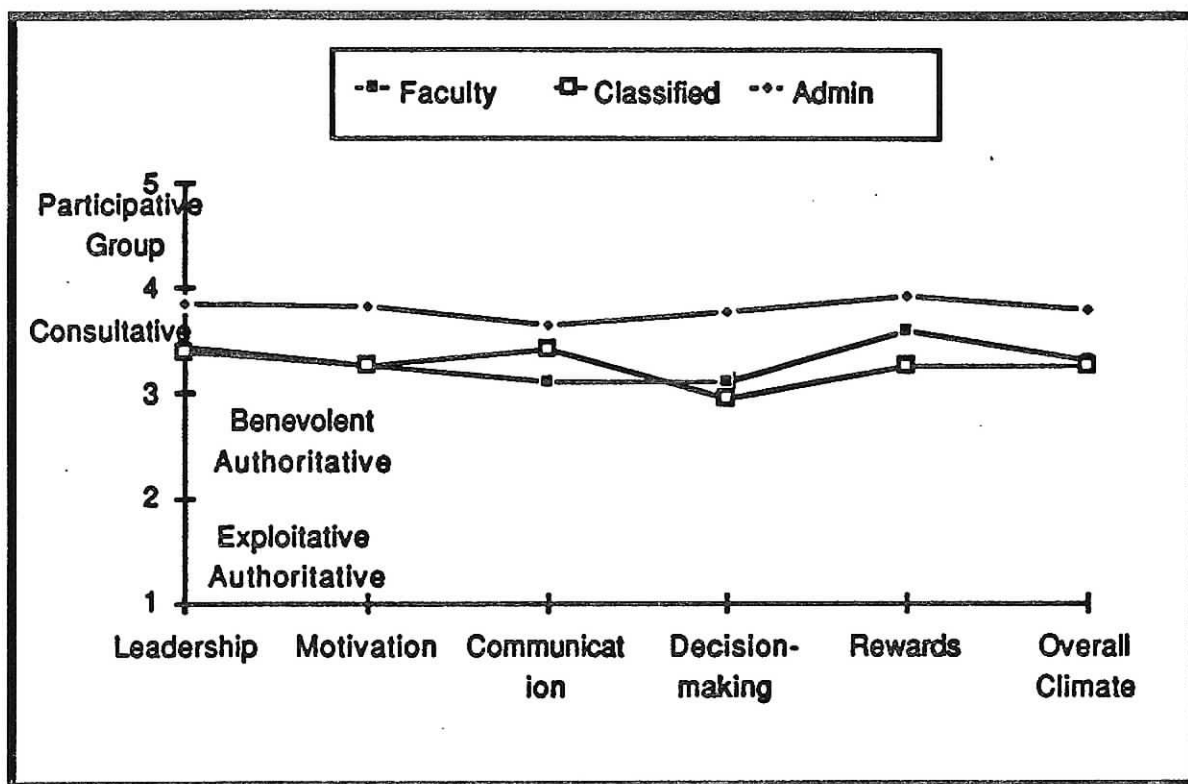 Faculty Classified Admin
5
Participative
Group
4
Consultative
3
Benevolent
Authoritative
2
Exploitative
Authoritative
1
Leadership Motivation Communicat Decision- Rewards Overall
ion making Climate